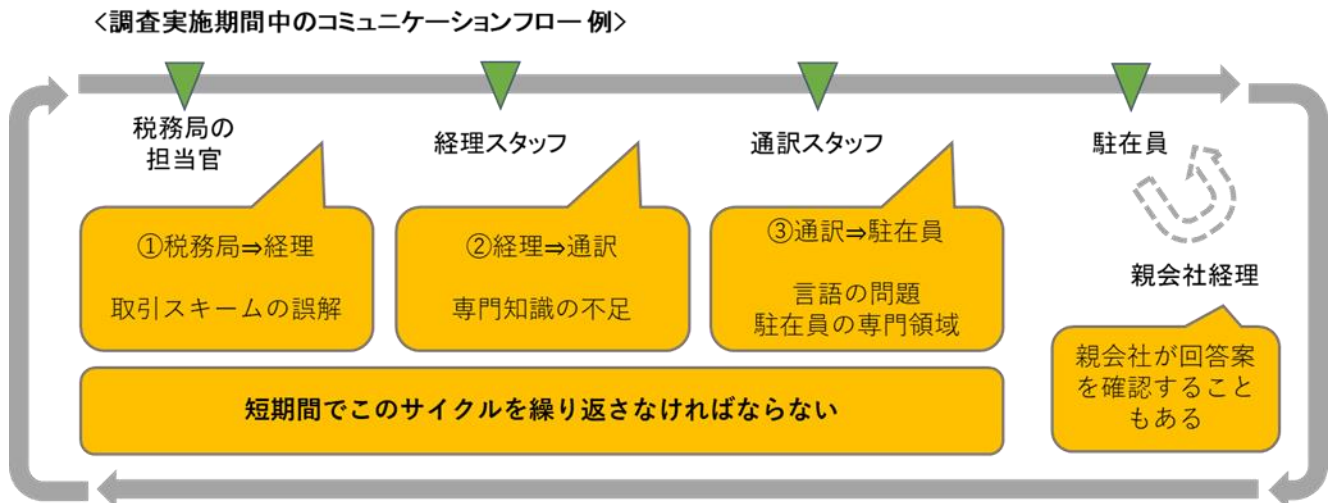 <調査実施期間中のコミュニケーションフロー例>
税務局の
担当官
経理スタッフ
通訳スタッフ
駐在員
①税務局⇒経理
取引スキームの誤解
②経理⇒通訳
専門知識の不足
③通訳⇒駐在員
言語の問題
駐在員の専門領域
親会社経理
親会社が回答案
を確認すること
もある
短期間でこのサイクルを繰り返さなければならない